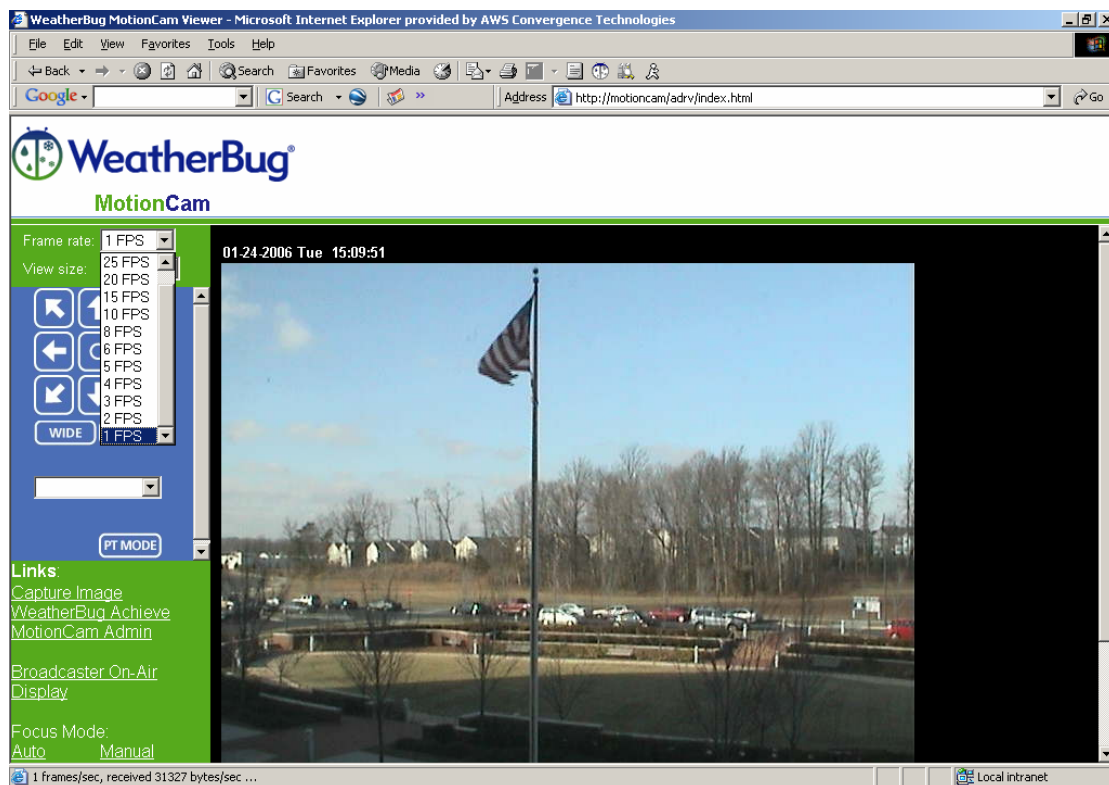 WeatherBug MotionCam Viewer - Microsoft Internet Explorer provided by AWS Convergence Technologies
File Edit View Favorites Tools Help
Back Search Favorites Media
Google Search » Address http://motioncam/adrv/index.html Go
WeatherBug®
MotionCam
Frame rate: 1 FPS
01-24-2006 Tue 15:09:51
View size:
25 FPS
20 FPS
15 FPS
10 FPS
8 FPS
6 FPS
5 FPS
4 FPS
3 FPS
2 FPS
1 FPS
WIDE
PT MODE
Links:
Capture Image
WeatherBug Achieve
MotionCam Admin
Broadcaster On-Air
Display
Focus Mode:
Auto Manual
1 frames/sec, received 31327 bytes/sec ... Local intranet